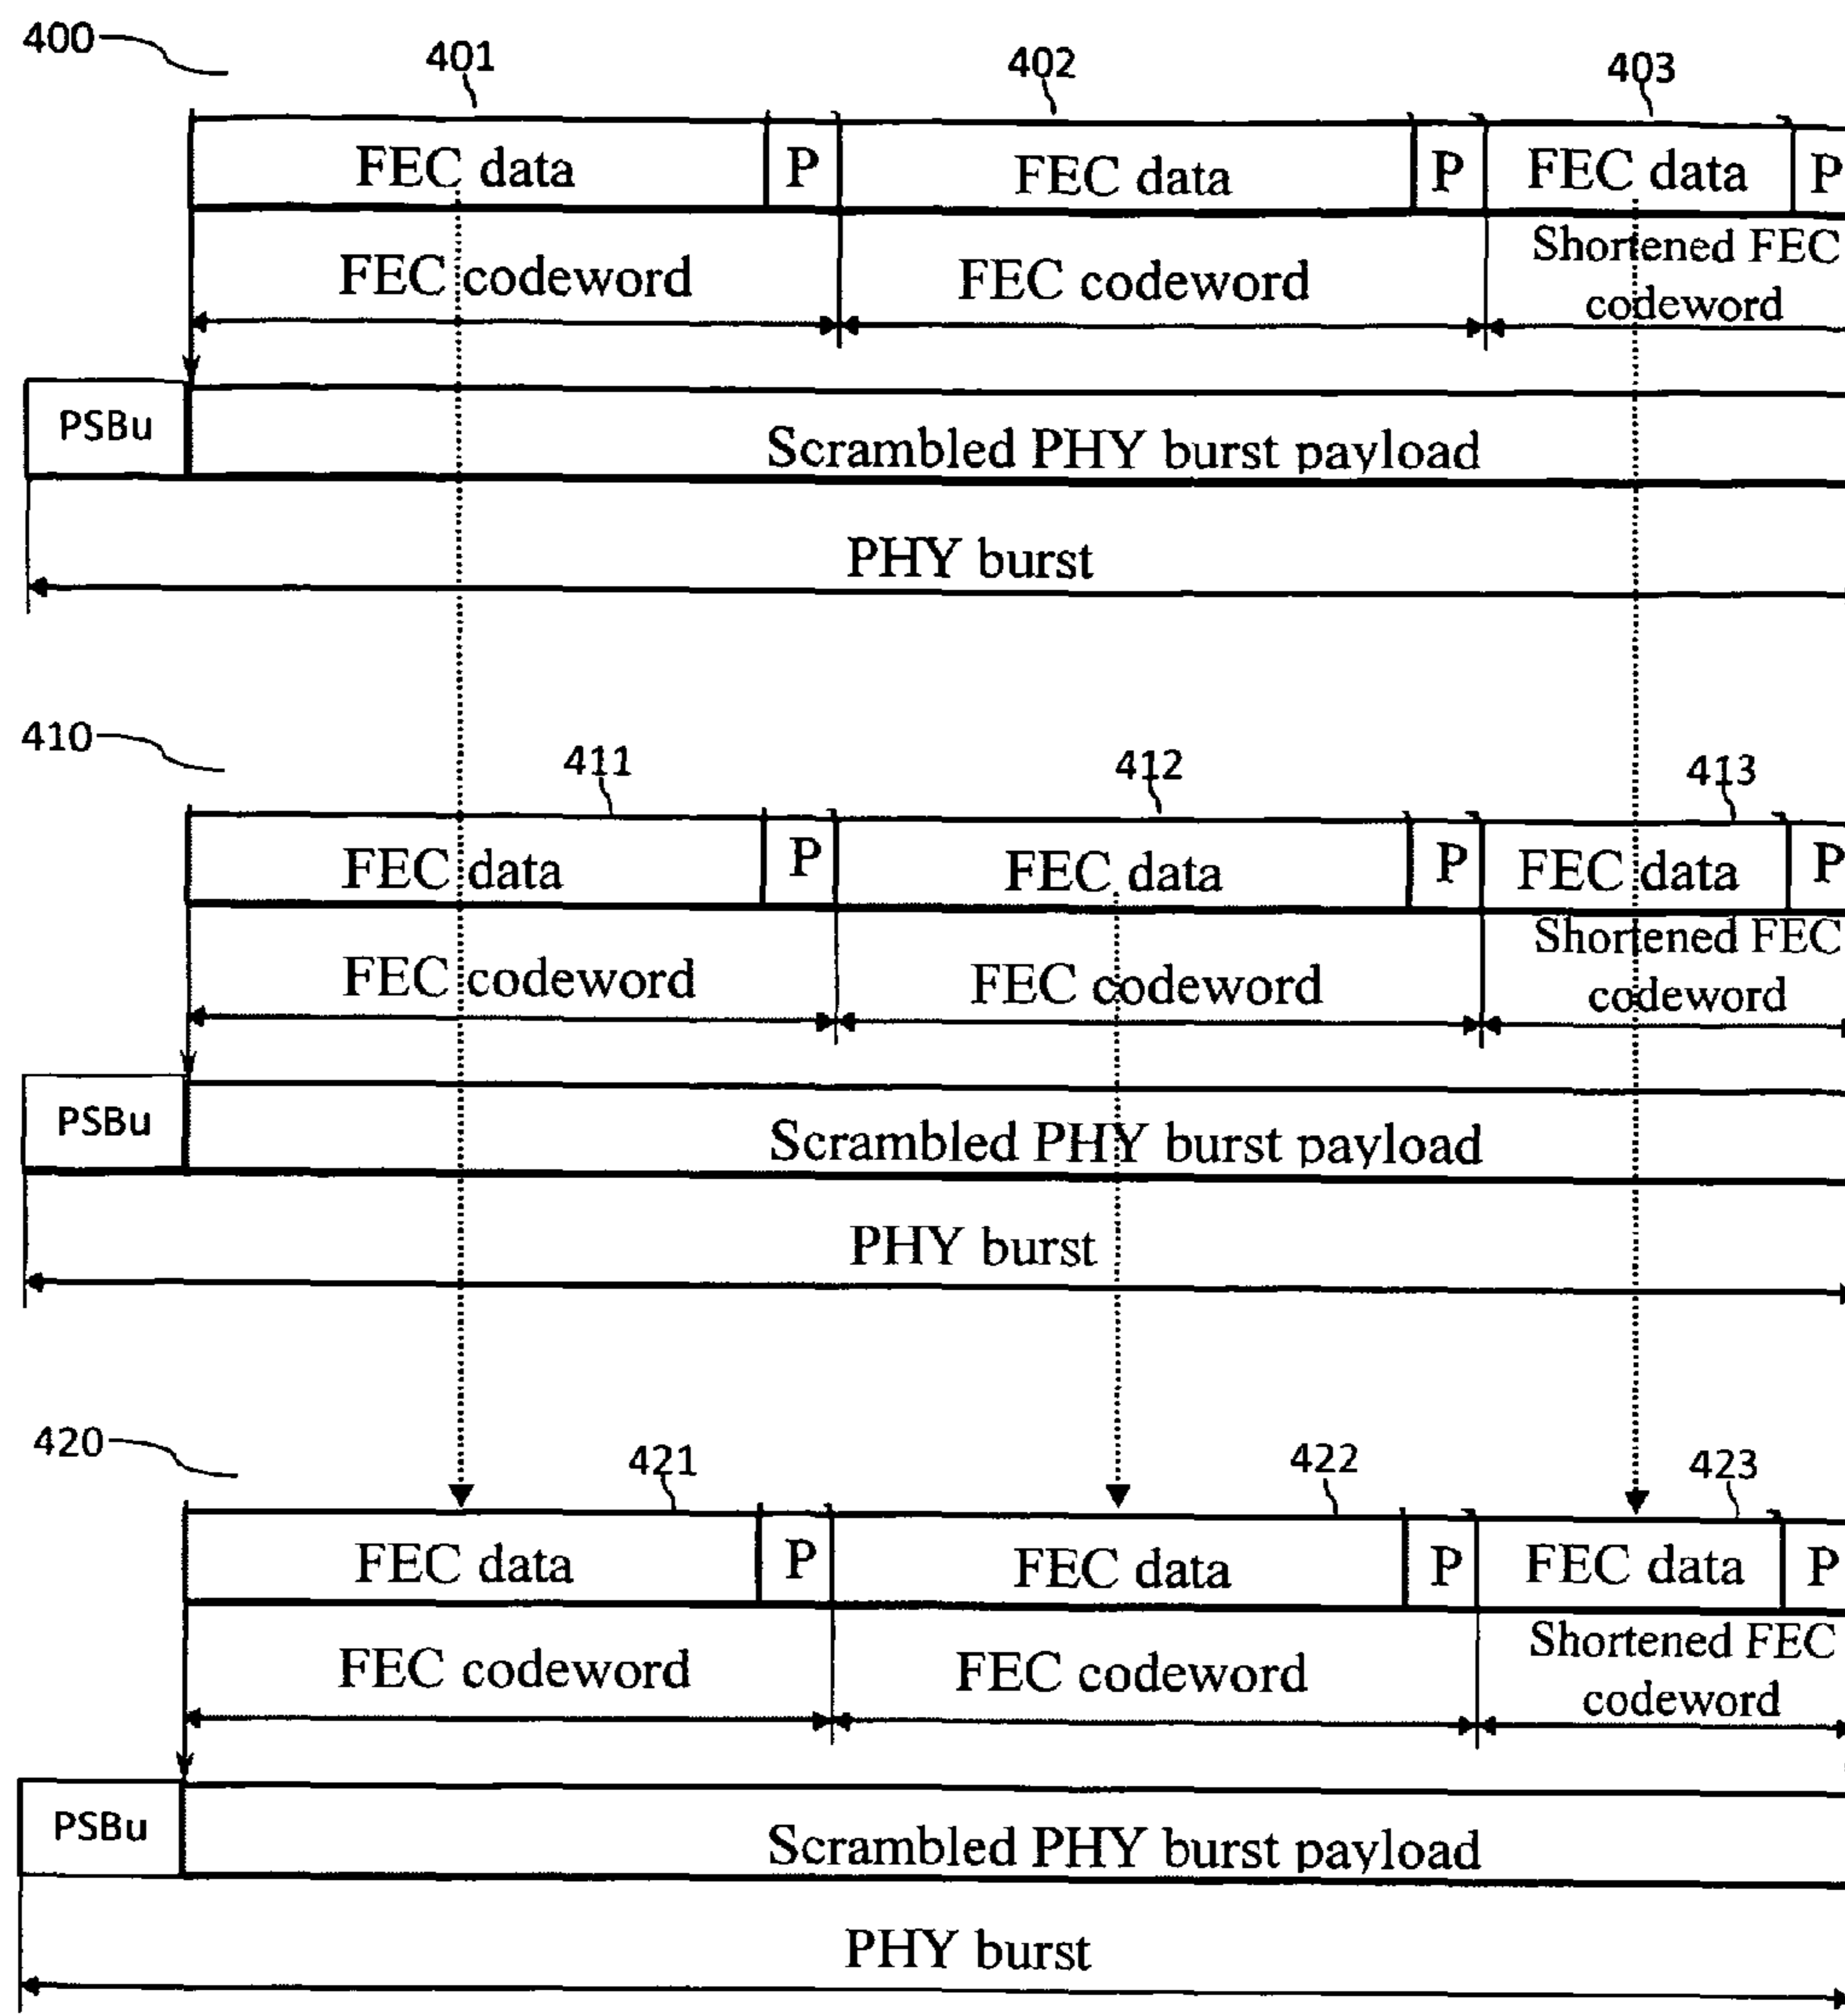 400
401
402
403
FEC data
P
FEC data
P
FEC data
P
FEC codeword
FEC codeword
Shortened FEC
codeword
PSBu
Scrambled PHY burst payload
PHY burst
410
411
412
413
FEC data
P
FEC data
P
FEC data
P
FEC codeword
FEC codeword
Shortened FEC
codeword
PSBu
Scrambled PHY burst payload
PHY burst
420
421
422
423
FEC data
P
FEC data
P
FEC data
P
FEC codeword
FEC codeword
Shortened FEC
codeword
PSBu
Scrambled PHY burst payload
PHY burst